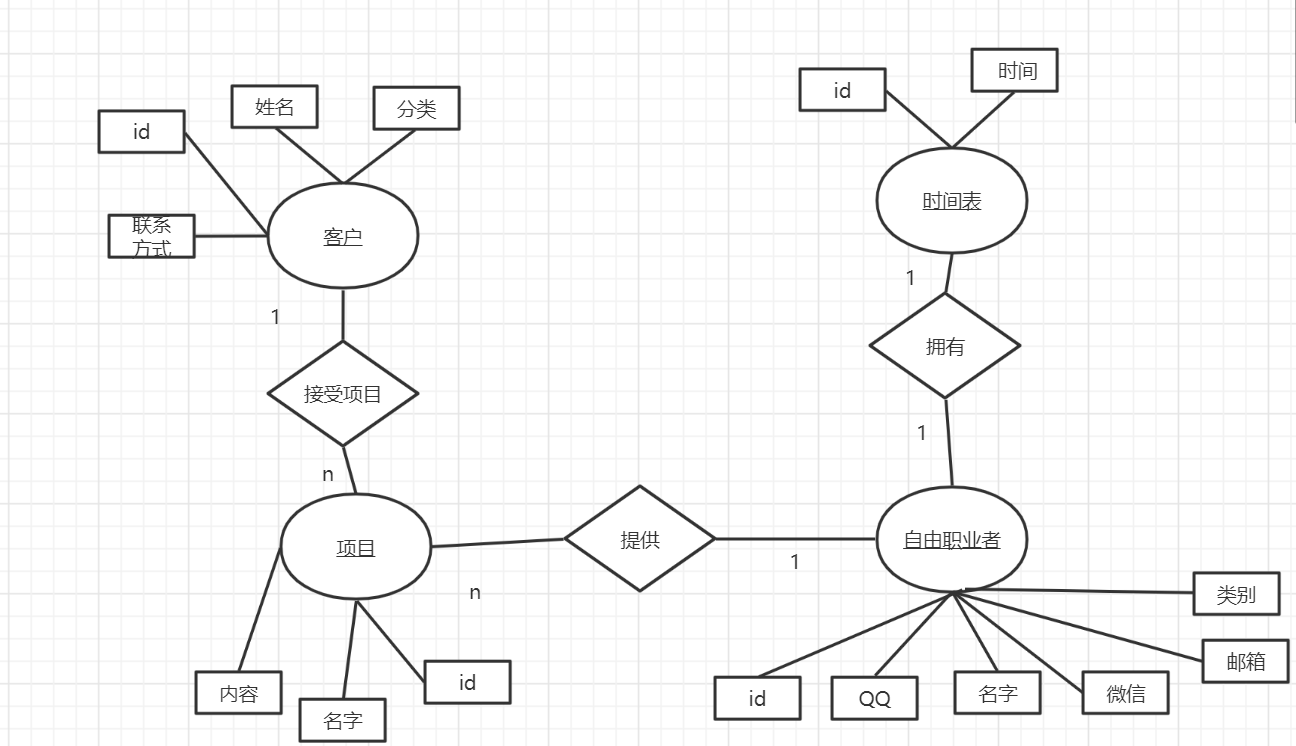 时间
id
姓名
分类
id
时间表
联系
方式
客户
1
1
拥有
接受项目
1
n
提供
自由职业者
项目
1
n
类别
邮箱
id
内容
名字
微信
id
QQ
名字